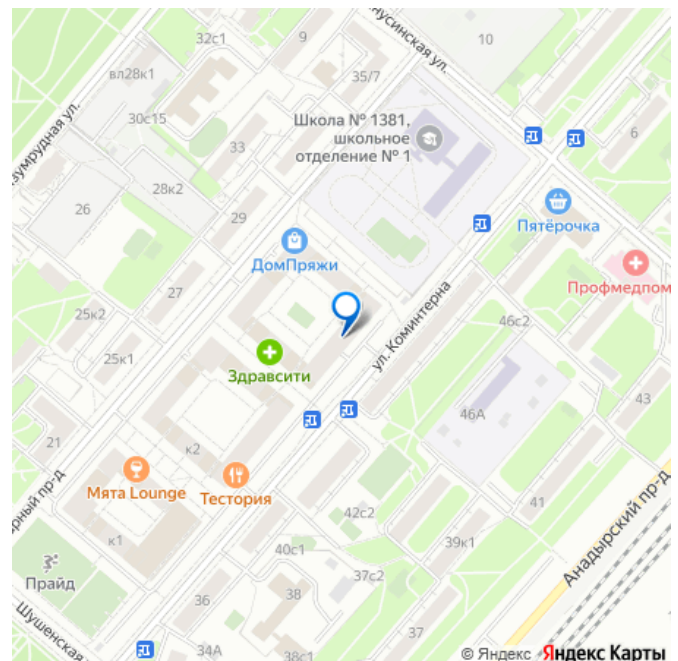 32с1
9
нусинская ул.
10
вл28к1
35/7
30с15
Школа № 1381,
школьное
отделение № 1
6
33
зумрудная ул.
28к2
26
29
Пятёрочка
ДомПряжи
Профмедпом
27
25к2
ул. Коминтерна
46с2
25к1
Здравсити
43
46А
21
к2
Мята Lounge
Тестория
41
42с2
рный пр-д
к1
39к1
Анадырский пр-д
40с1
Прайд
37с2
36
38
Шушенская
37
34А
38с1
© Яндекс Яндекс Карты